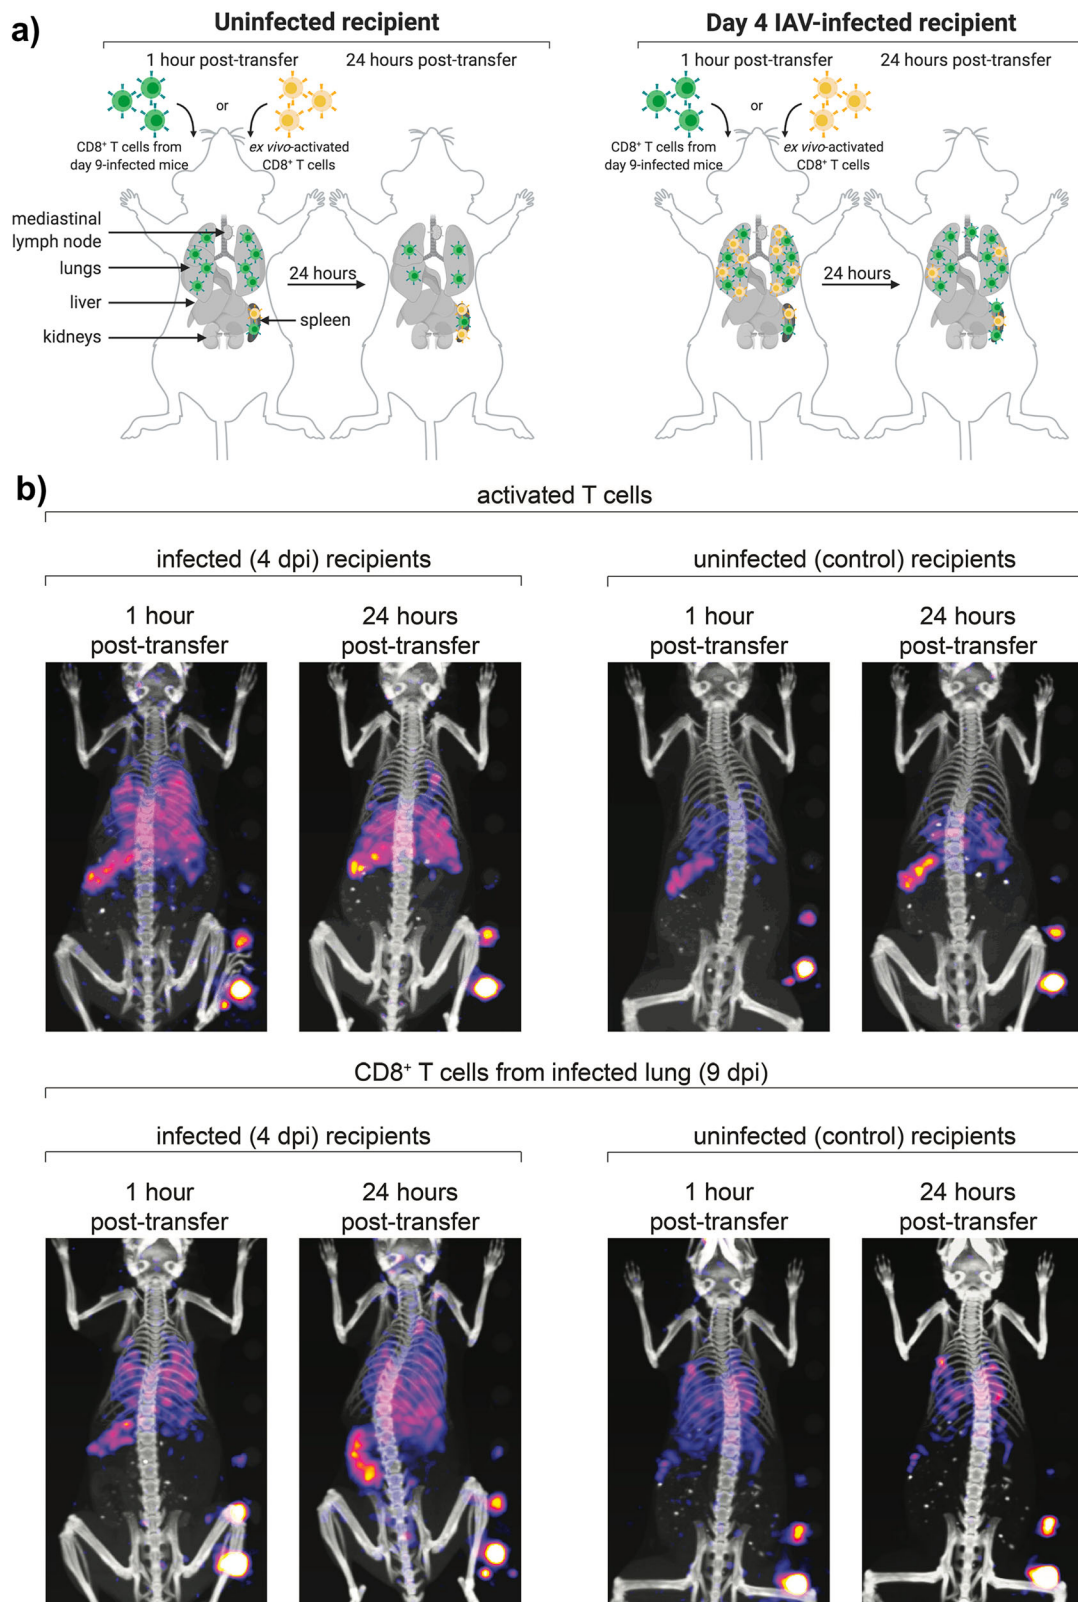 a)
Uninfected recipient
1 hour post-transfer
24 hours post-transfer
or
CD8⁺ T cells from
day 9-infected mice
ex vivo-activated
CD8⁺ T cells
mediastinal
lymph node
lungs
liver
kidneys
spleen
24 hours
Day 4 IAV-infected recipient
1 hour post-transfer
24 hours post-transfer
or
CD8⁺ T cells from
day 9-infected mice
ex vivo-activated
CD8⁺ T cells
24 hours
b)
activated T cells
infected (4 dpi) recipients
uninfected (control) recipients
1 hour
post-transfer
24 hours
post-transfer
1 hour
post-transfer
24 hours
post-transfer
CD8⁺ T cells from infected lung (9 dpi)
infected (4 dpi) recipients
uninfected (control) recipients
1 hour
post-transfer
24 hours
post-transfer
1 hour
post-transfer
24 hours
post-transfer